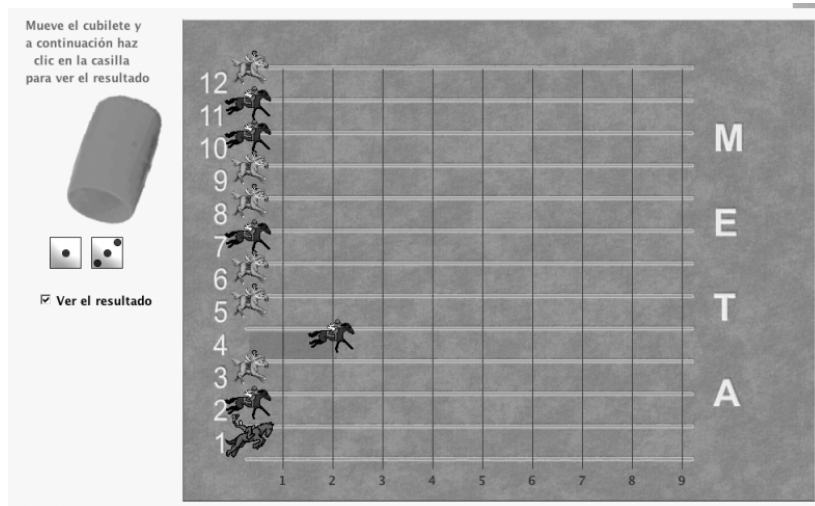 Mueve el cubilete y
a continuación haz
clic en la casilla
para ver el resultado
Ver el resultado
12
11
10
9
8
7
6
5
4
3
2
1
1 2 3 4 5 6 7 8 9
M
E
T
A